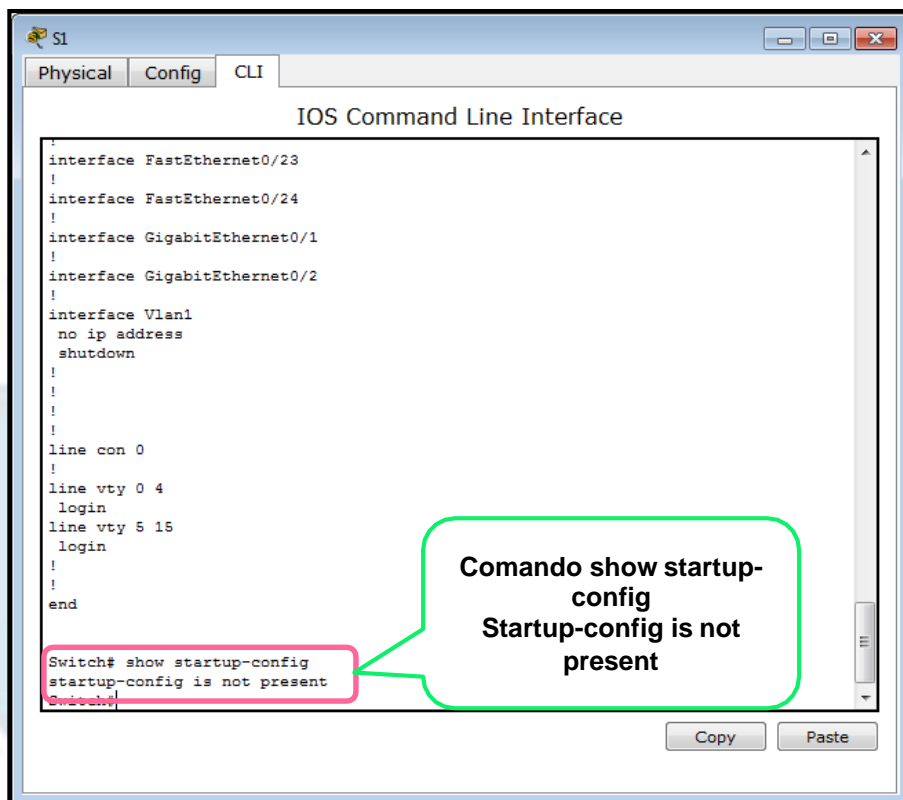 S1
Physical Config CLI
IOS Command Line Interface
!
interface FastEthernet0/23
!
interface FastEthernet0/24
!
interface GigabitEthernet0/1
!
interface GigabitEthernet0/2
!
interface Vlan1
no ip address
shutdown
!
!
!
!
line con 0
!
line vty 0 4
login
line vty 5 15
login
!
!
end
Switch# show startup-config
startup-config is not present
Switch#
Comando show startup-
config
Startup-config is not
present
Copy Paste